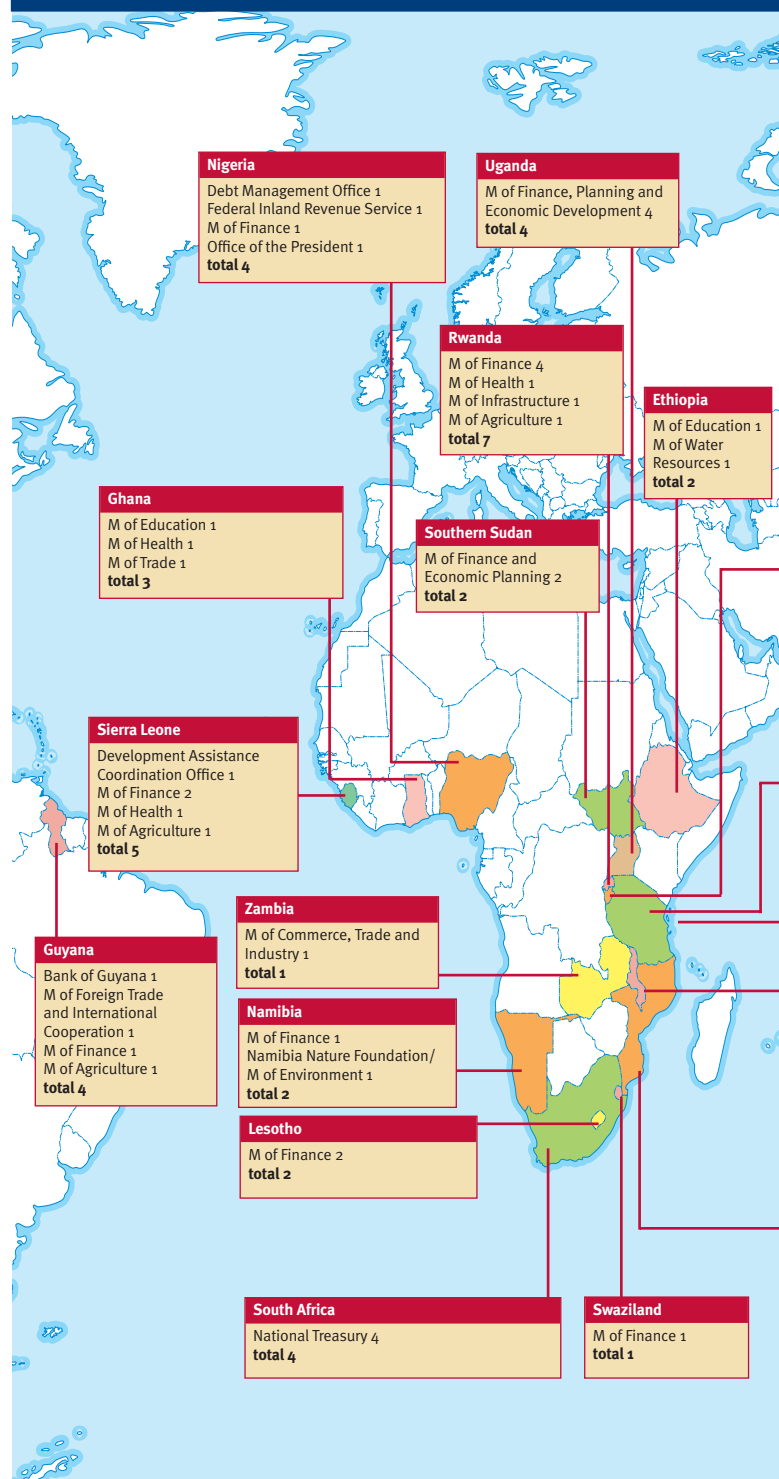 Nigeria
Debt Management Office 1
Federal Inland Revenue Service 1
M of Finance 1
Office of the President 1
total 4
Uganda
M of Finance, Planning and
Economic Development 4
total 4
Rwanda
M of Finance 4
M of Health 1
M of Infrastructure 1
M of Agriculture 1
total 7
Ethiopia
M of Education 1
M of Water
Resources 1
total 2
Ghana
M of Education 1
M of Health 1
M of Trade 1
total 3
Southern Sudan
M of Finance and
Economic Planning 2
total 2
Sierra Leone
Development Assistance
Coordination Office 1
M of Finance 2
M of Health 1
M of Agriculture 1
total 5
Zambia
M of Commerce, Trade and
Industry 1
total 1
Guyana
Bank of Guyana 1
M of Foreign Trade
and International
Cooperation 1
M of Finance 1
M of Agriculture 1
total 4
Namibia
M of Finance 1
Namibia Nature Foundation/
M of Environment 1
total 2
Lesotho
M of Finance 2
total 2
South Africa
National Treasury 4
total 4
Swaziland
M of Finance 1
total 1